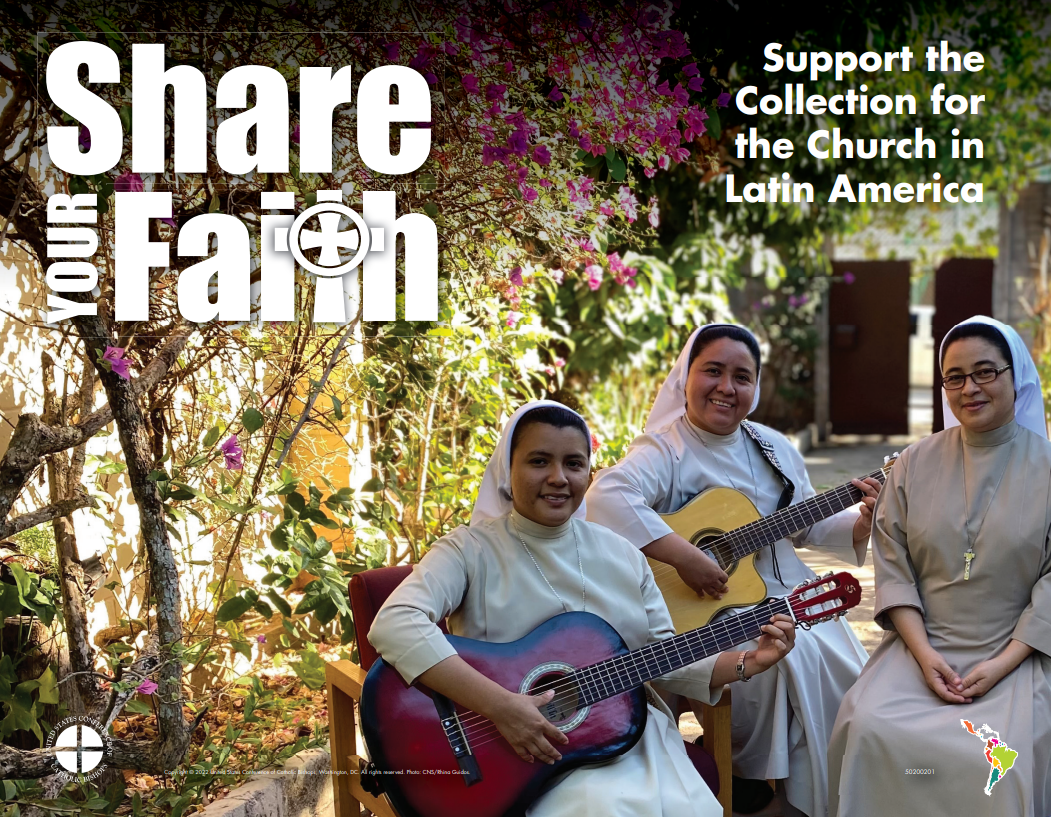 Share
YOUR
Faith
Support the
Collection for
the Church in
Latin America
UNITED STATES CONFERENCE OF
CATHOLIC BISHOPS
Copyright © 2022 United States Conference of Catholic Bishops, Washington, DC. All rights reserved. Photo: CNS/Rhina Guidos.
50200201